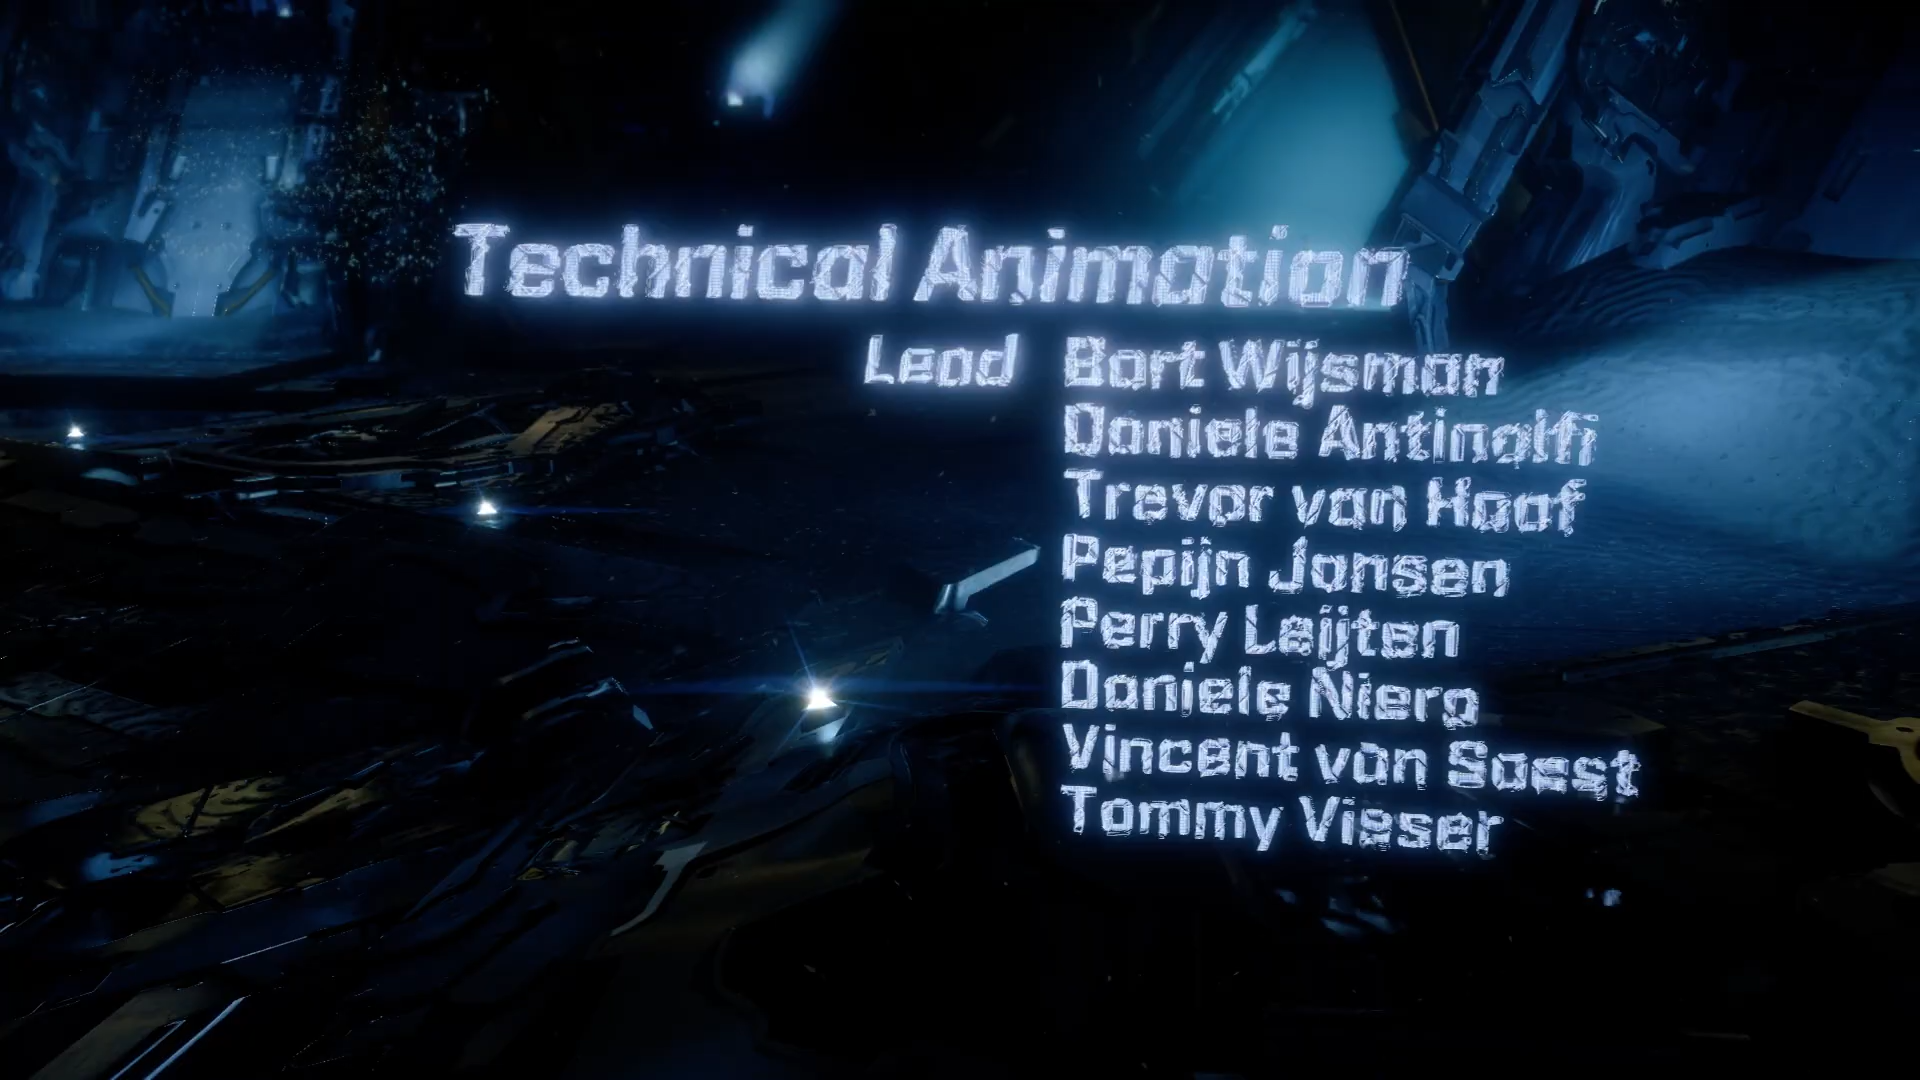 Technical Animation
Lead Bart Wijsman
Daniele Antinolfi
Trevor van Hoof
Pepijn Jansen
Perry Leijten
Daniele Niero
Vincent van Soest
Tommy Visser